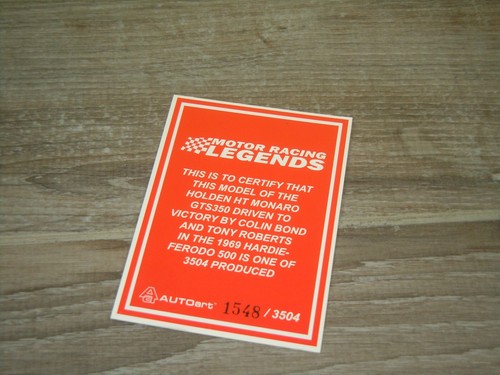 MOTOR RACING
LEGENDS
THIS IS TO CERTIFY THAT
THIS MODEL OF THE
HOLDEN HT MONARO
GTS350 DRIVEN TO
VICTORY BY COLIN BOND
AND TONY ROBERTS
IN THE 1969 HARDIE-
FERODO 500 IS ONE OF
3504 PRODUCED
AA AUTOart™ 1548 / 3504